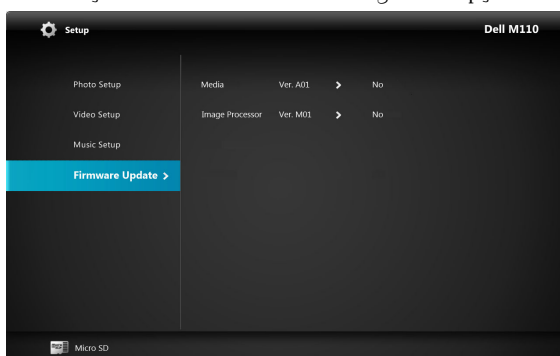 Setup Dell M110
Photo Setup Media Ver. A01 > No
Video Setup Image Processor Ver. M01 > No
Music Setup
Firmware Update >
Micro SD